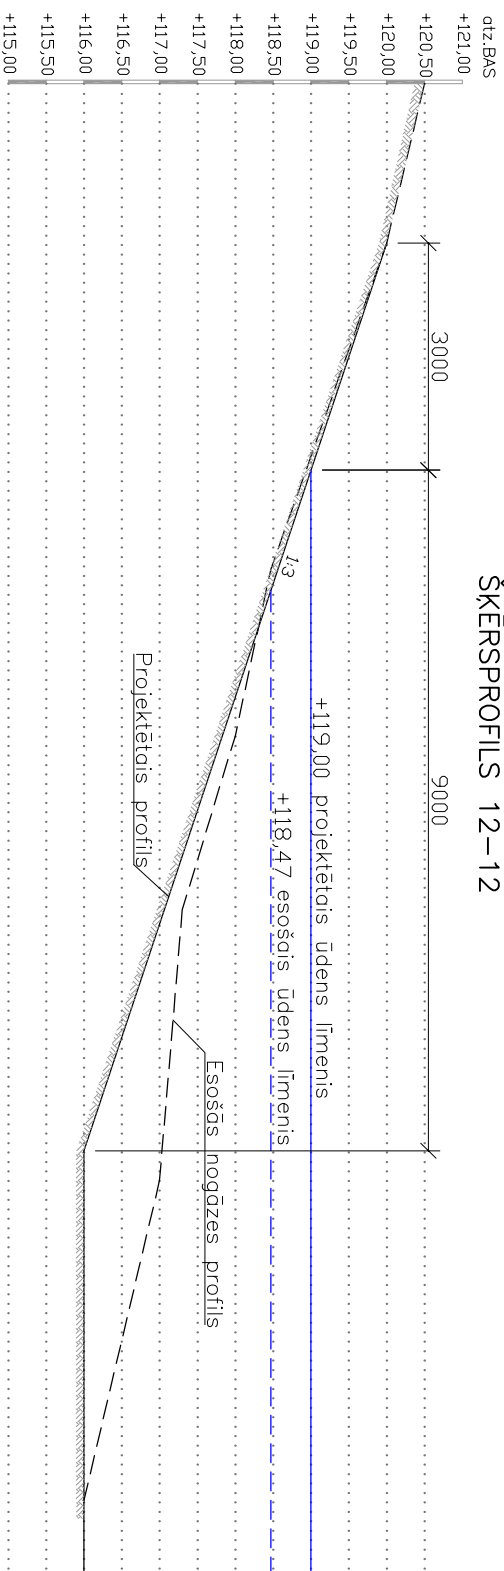 ŠĶĒRSPROFILS 12-12
atz.BAS
+21,00
+120,50
+120,00
+119,50
+119,00
+118,50
+118,00
+117,50
+117,00
+116,50
+116,00
+115,50
+115,00
3000
9000
1:3
+119,00 projektētais ūdens līmenis
+118,47 esošais ūdens līmenis
Projektētais profils
Esošās nogāzes profils